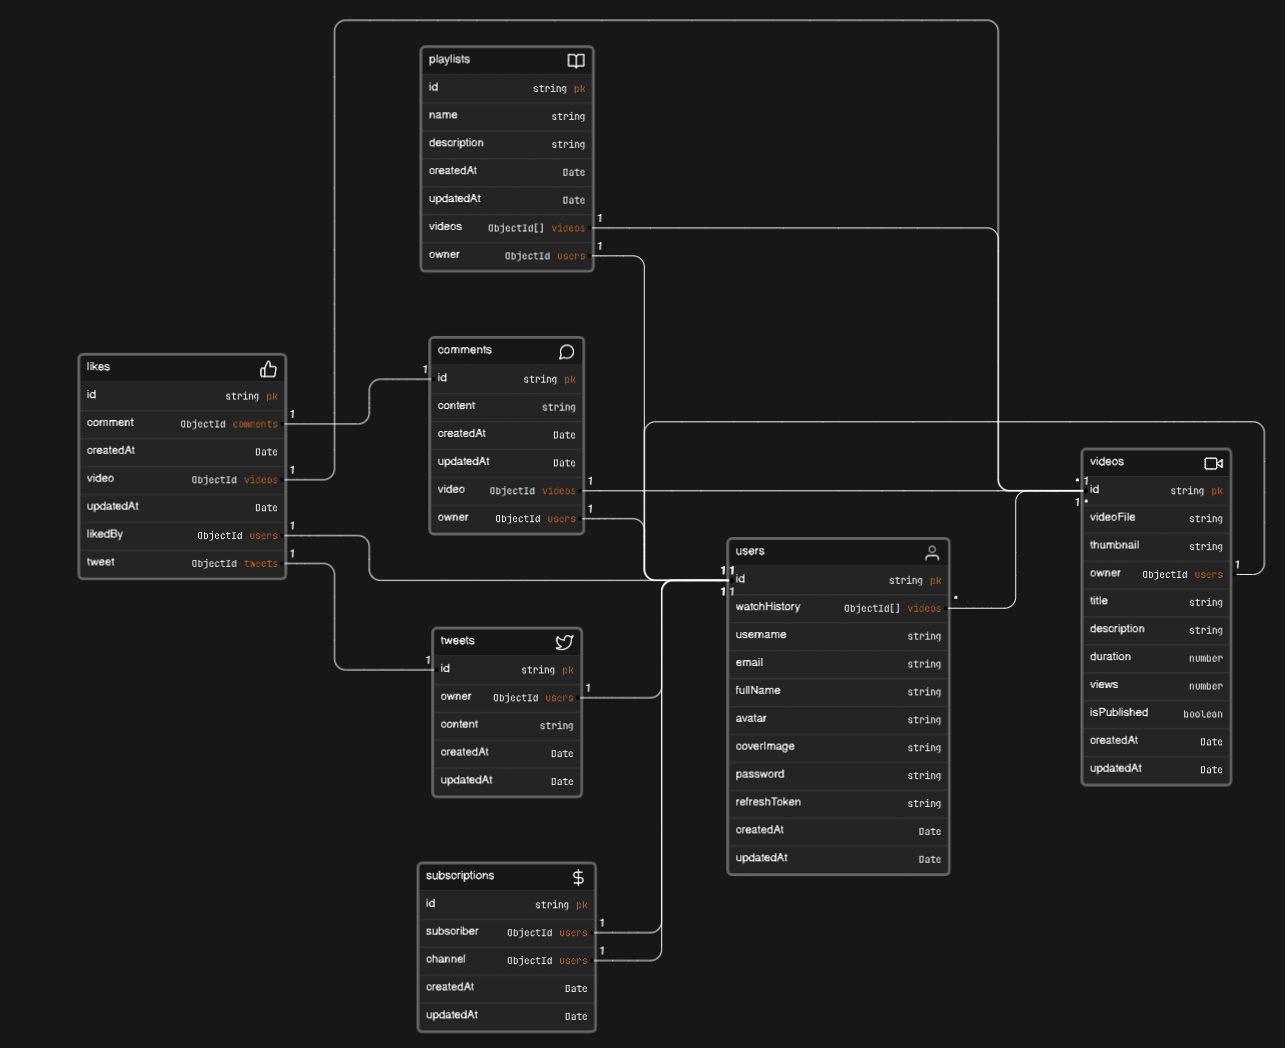 playlists
id string pk
name string
description string
createdAt Date
updatedAt Date
videos ObjectId[] videos 1
owner ObjectId users 1
comments
1 id string pk
content string
createdAt Date
updatedAt Date
video ObjectId videos 1
owner ObjectId users 1
likes
id string pk
comment ObjectId comments 1
createdAt Date
video ObjectId videos 1
updatedAt Date
likedBy ObjectId users 1
tweet ObjectId tweets 1
tweets
1 id string pk
owner ObjectId users 1
content string
createdAt Date
updatedAt Date
subscriptions
id string pk
subscriber ObjectId users 1
channel ObjectId users 1
createdAt Date
updatedAt Date
users
1 1
id string pk
1 1
watchHistory ObjectId[] videos *
username string
email string
fullName string
avatar string
coverImage string
password string
refreshToken string
createdAt Date
updatedAt Date
videos
* 1
id string pk
1 *
videoFile string
thumbnail string
owner ObjectId users 1
title string
description string
duration number
views number
isPublished boolean
createdAt Date
updatedAt Date